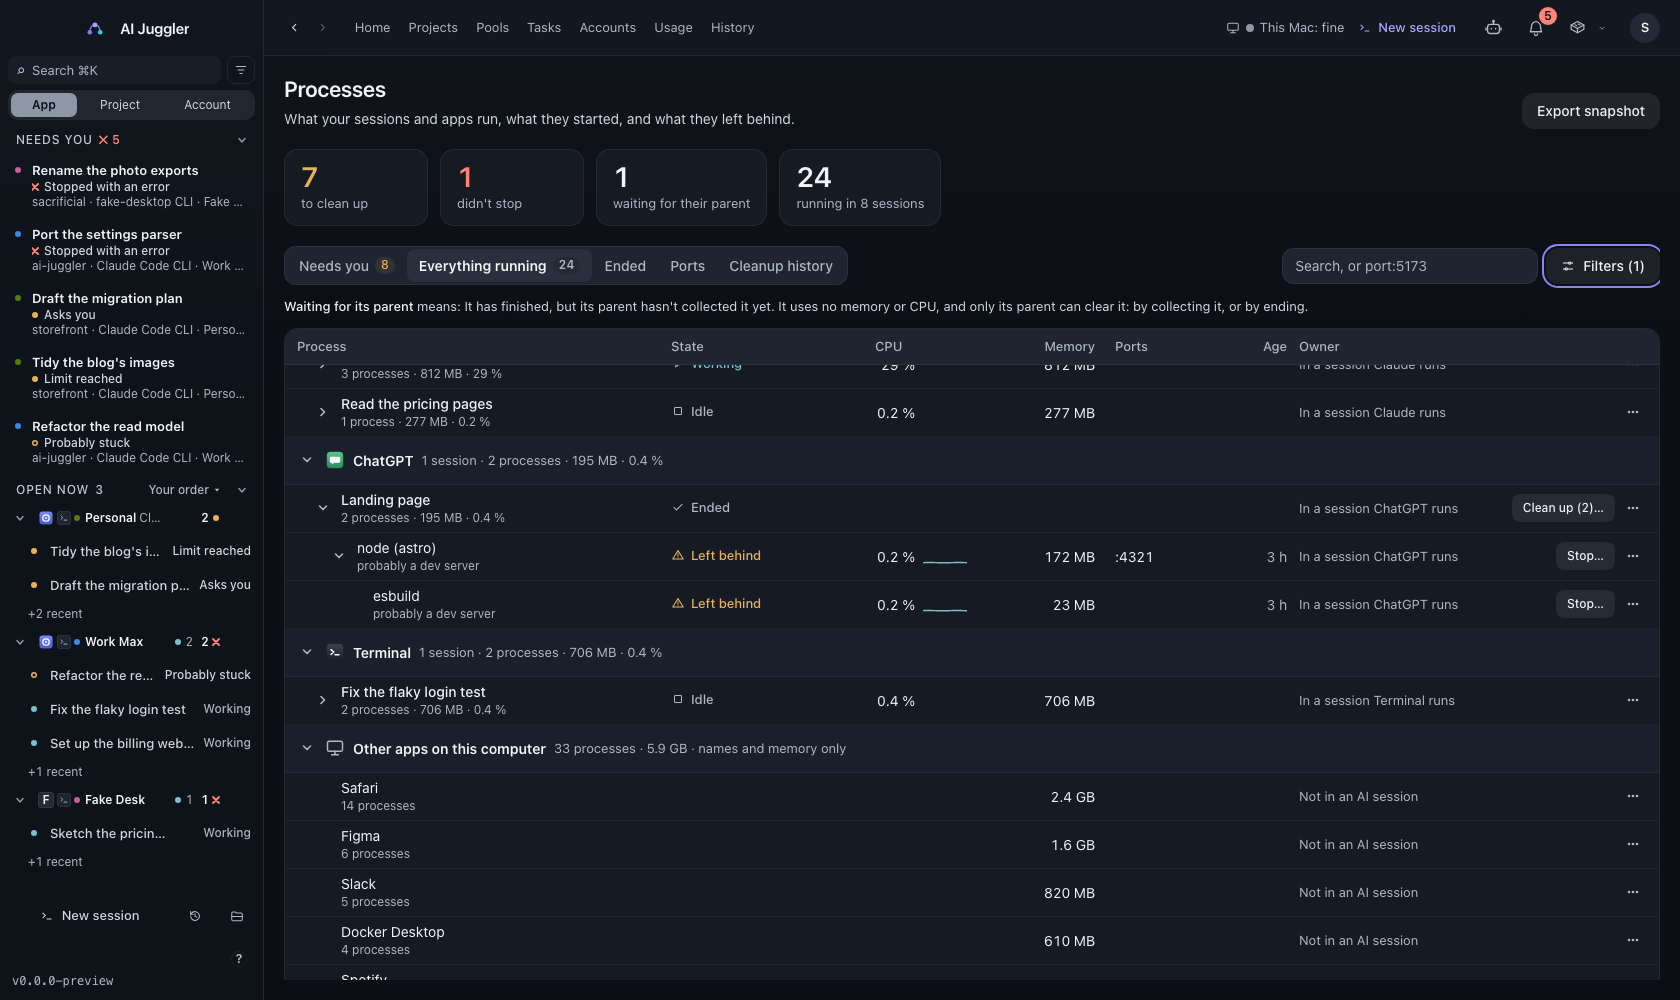 AI Juggler
Search ⌘K
App Project Account
NEEDS YOU 5
Rename the photo exports
Stopped with an error
sacrificial · fake-desktop CLI · Fake ...
Port the settings parser
Stopped with an error
ai-juggler · Claude Code CLI · Work ...
Draft the migration plan
Asks you
storefront · Claude Code CLI · Perso...
Tidy the blog's images
Limit reached
storefront · Claude Code CLI · Perso...
Refactor the read model
Probably stuck
ai-juggler · Claude Code CLI · Work ...
OPEN NOW 3 Your order
Personal Cl... 2
Tidy the blog's i... Limit reached
Draft the migration p... Asks you
+2 recent
Work Max 2 2
Refactor the re... Probably stuck
Fix the flaky login test Working
Set up the billing web... Working
+1 recent
F Fake Desk 1 1
Sketch the pricin... Working
+1 recent
New session
?
v0.0.0-preview
Home Projects Pools Tasks Accounts Usage History
This Mac: fine New session 5 S
Processes
What your sessions and apps run, what they started, and what they left behind.
Export snapshot
7 to clean up
1 didn't stop
1 waiting for their parent
24 running in 8 sessions
Needs you 8 Everything running 24 Ended Ports Cleanup history
Search, or port:5173 Filters (1)
Waiting for its parent means: It has finished, but its parent hasn't collected it yet. It uses no memory or CPU, and only its parent can clear it: by collecting it, or by ending.
Process State CPU Memory Ports Age Owner
Working 29 % 812 MB In a session Claude runs
3 processes · 812 MB · 29 %
Read the pricing pages Idle 0.2 % 277 MB In a session Claude runs
1 process · 277 MB · 0.2 %
ChatGPT 1 session · 2 processes · 195 MB · 0.4 %
Landing page Ended In a session ChatGPT runs Clean up (2)...
2 processes · 195 MB · 0.4 %
node (astro) Left behind 0.2 % 172 MB :4321 3 h In a session ChatGPT runs Stop...
probably a dev server
esbuild Left behind 0.2 % 23 MB 3 h In a session ChatGPT runs Stop...
probably a dev server
Terminal 1 session · 2 processes · 706 MB · 0.4 %
Fix the flaky login test Idle 0.4 % 706 MB In a session Terminal runs
2 processes · 706 MB · 0.4 %
Other apps on this computer 33 processes · 5.9 GB · names and memory only
Safari 2.4 GB Not in an AI session
14 processes
Figma 1.6 GB Not in an AI session
6 processes
Slack 820 MB Not in an AI session
5 processes
Docker Desktop 610 MB Not in an AI session
4 processes
Spotify